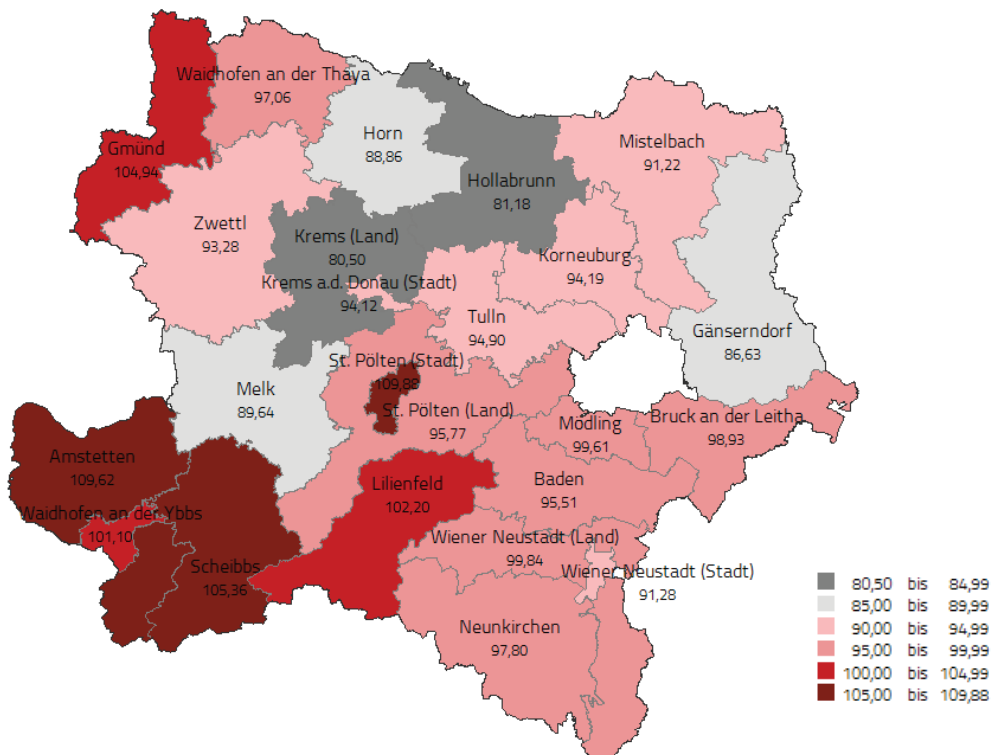 Waidhofen an der Thaya
97,06
Horn
88,86
Gmünd
104,94
Mistelbach
91,22
Hollabrunn
81,18
Zwettl
93,28
Krems (Land)
80,50
Korneuburg
94,19
Krems a.d. Donau (Stadt)
94,12
Tulln
94,90
Gänserndorf
86,63
St. Pölten (Stadt)
109,88
Melk
89,64
St. Pölten (Land)
95,77
Mödling
99,61
Bruck an der Leitha
98,93
Amstetten
109,62
Lilienfeld
102,20
Baden
95,51
Waidhofen an der Ybbs
101,10
Wiener Neustadt (Land)
99,84
Scheibbs
105,36
Wiener Neustadt (Stadt)
91,28
Neunkirchen
97,80
80,50 bis 84,99
85,00 bis 89,99
90,00 bis 94,99
95,00 bis 99,99
100,00 bis 104,99
105,00 bis 109,88